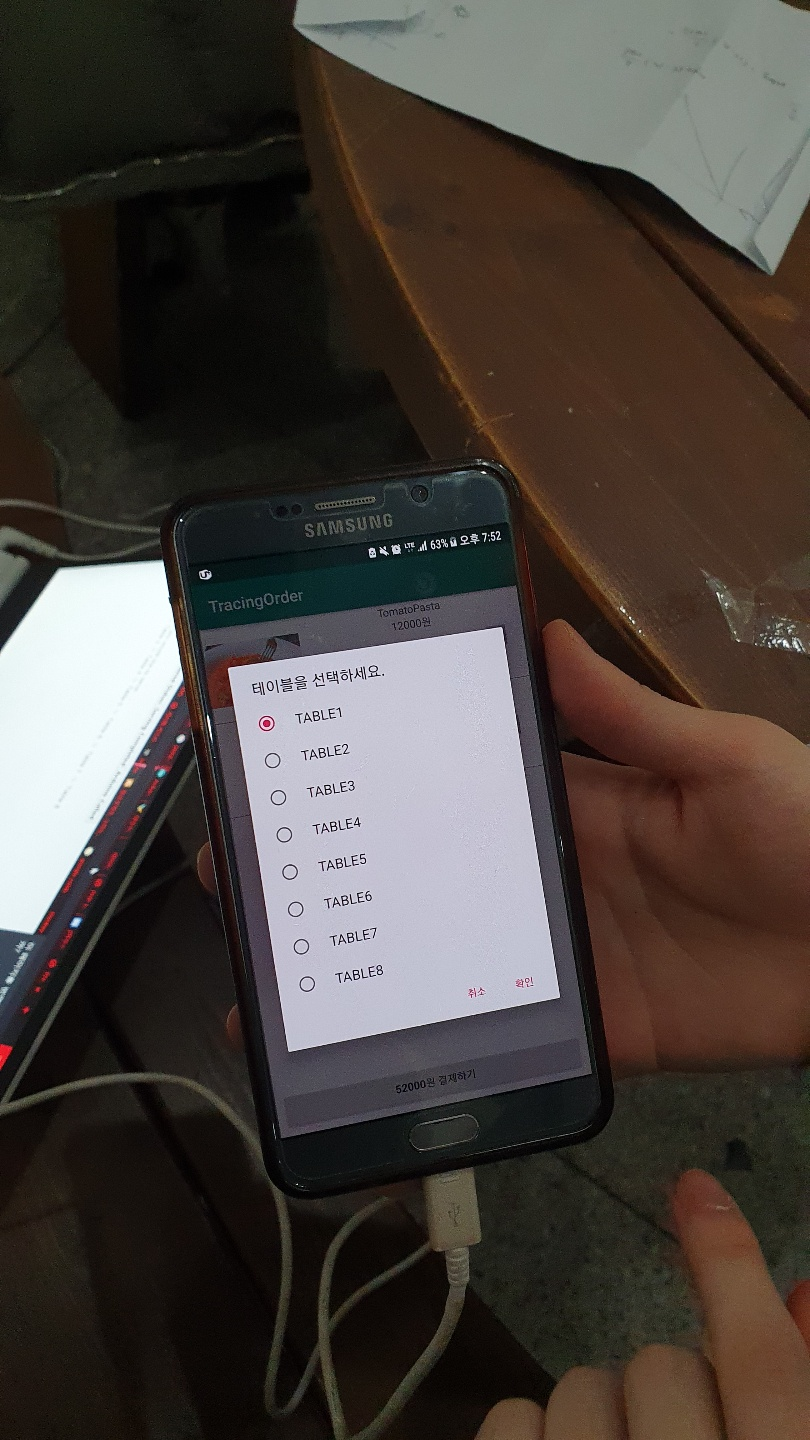 SAMSUNG
LTE 63% 오후 7:52
TracingOrder
TomatoPasta
12000원
테이블을 선택하세요.
TABLE1
TABLE2
TABLE3
TABLE4
TABLE5
TABLE6
TABLE7
TABLE8
취소 확인
52000원 결제하기